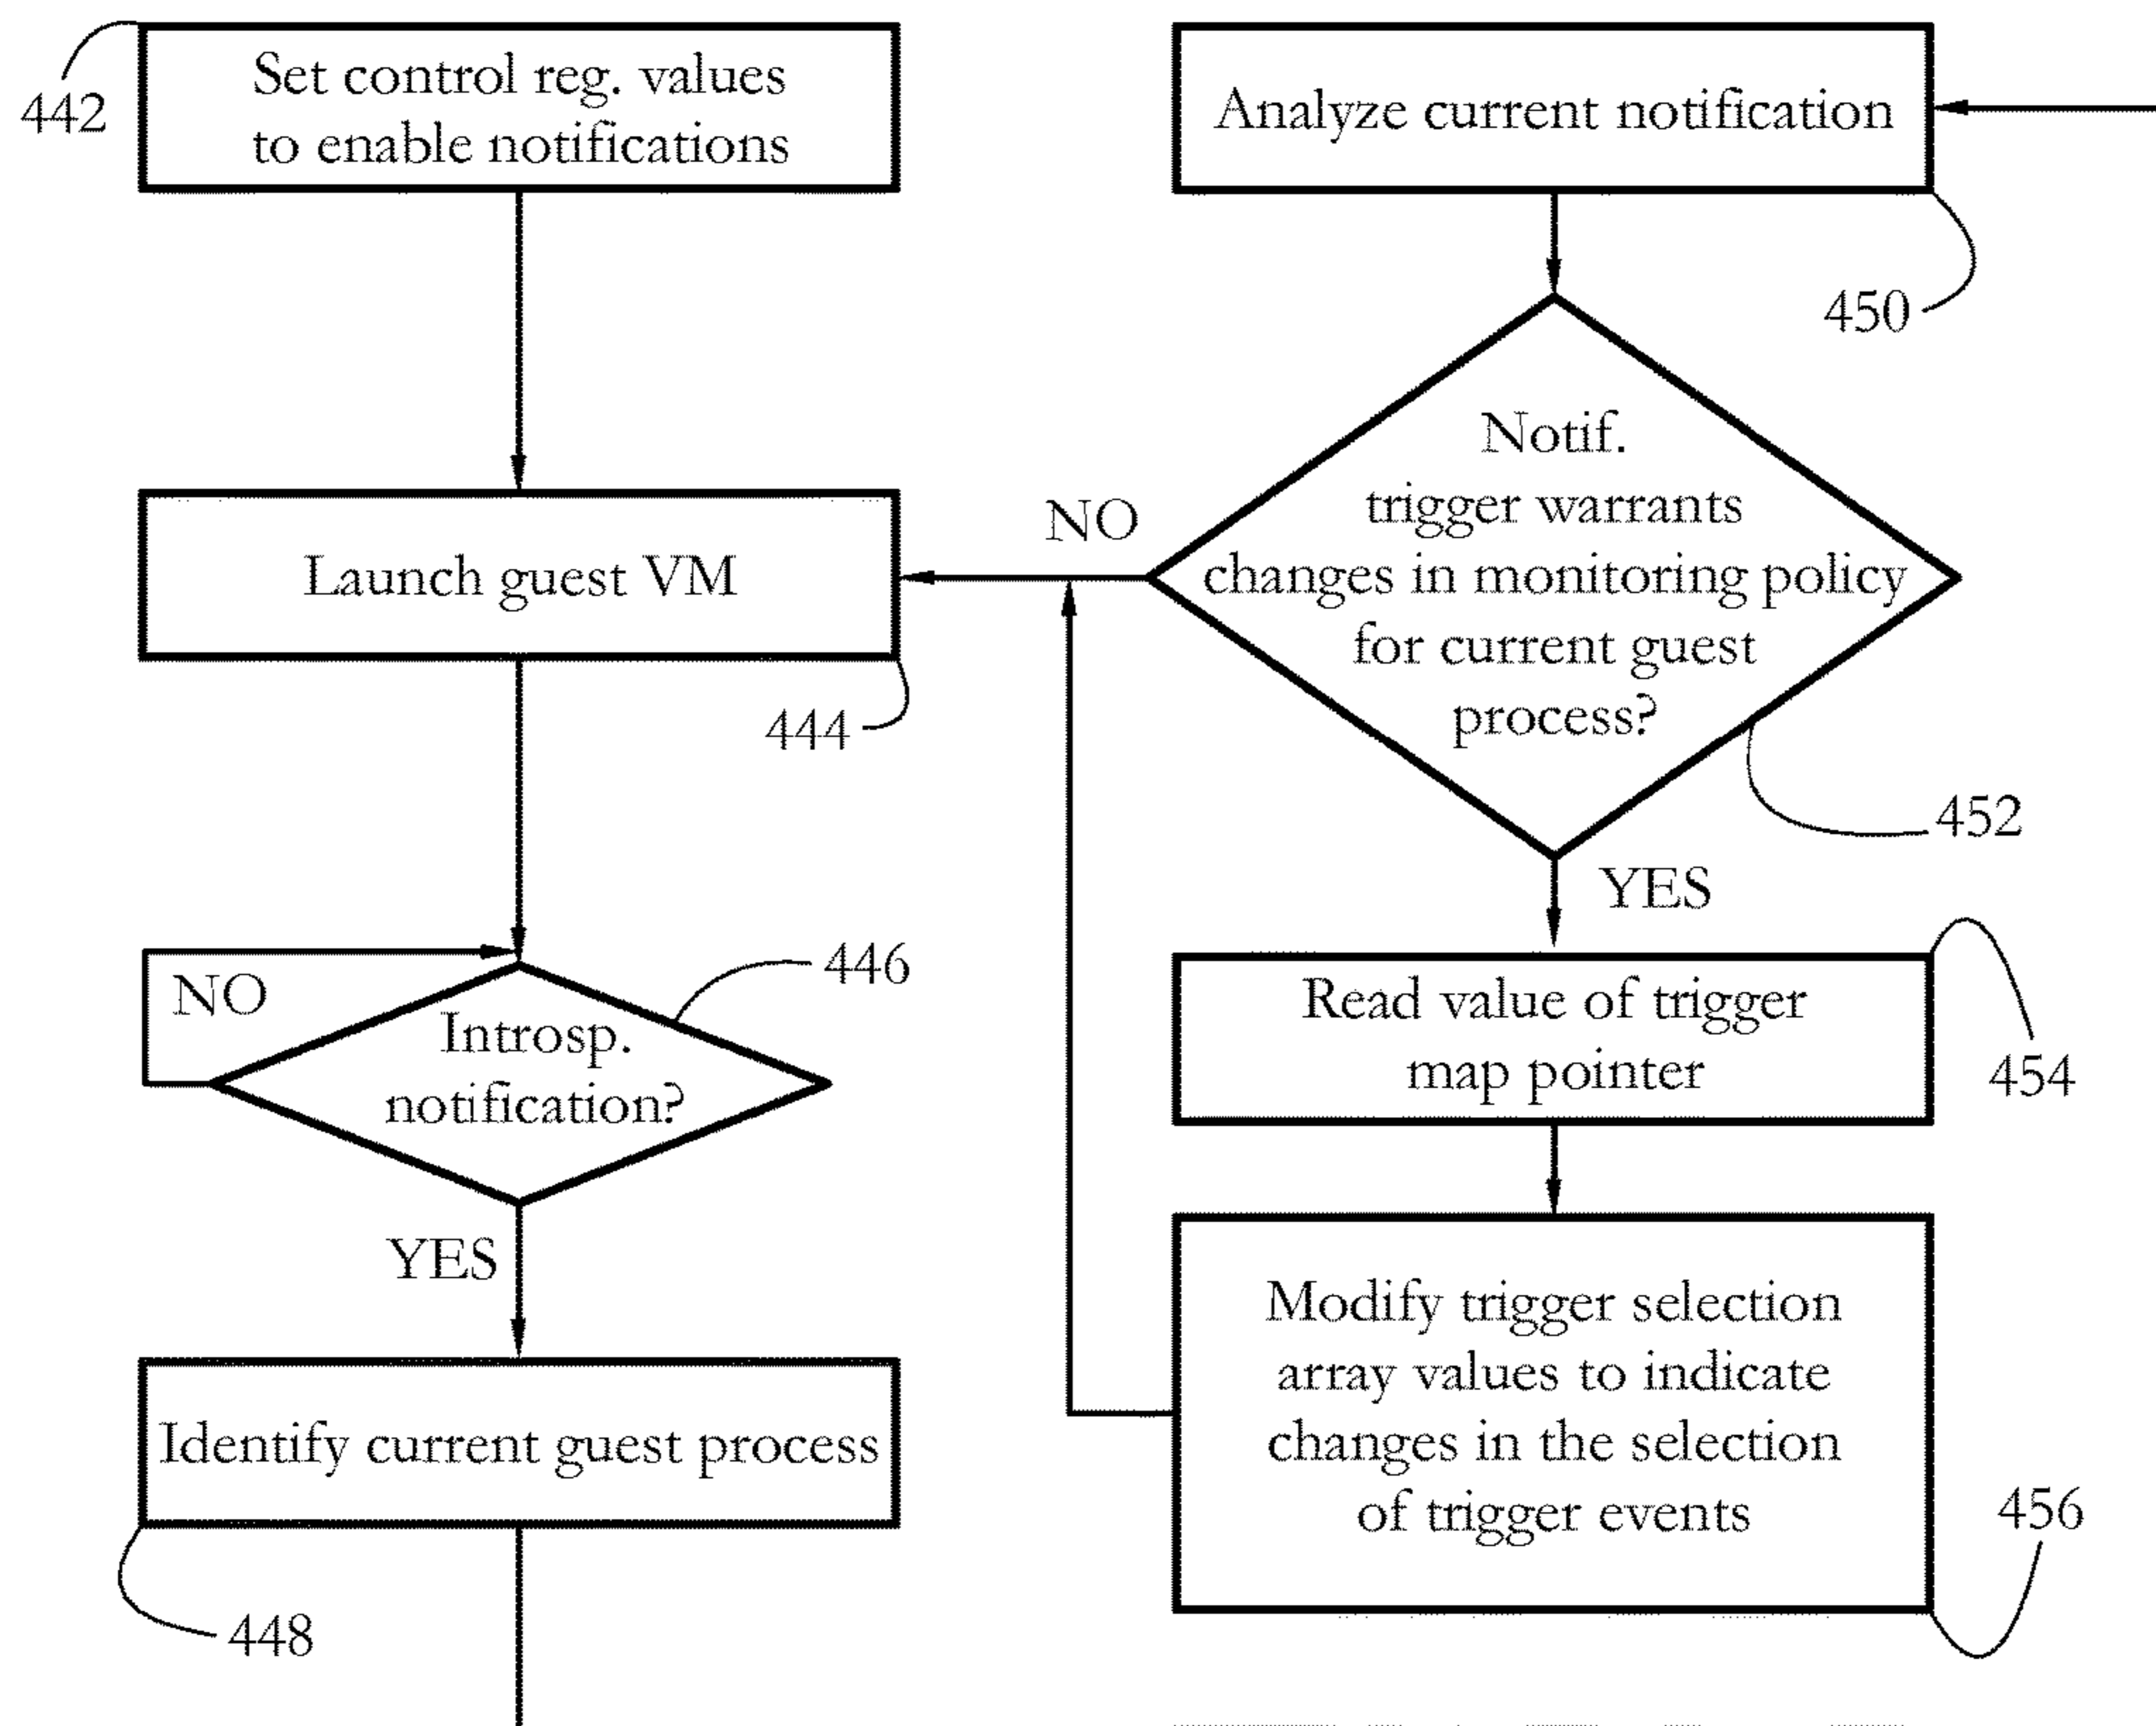 442
Set control reg. values
to enable notifications
Launch guest VM
444
NO
446
Introsp.
notification?
YES
Identify current guest process
448
Analyze current notification
450
Notif.
trigger warrants
changes in monitoring policy
for current guest
process?
NO
452
YES
Read value of trigger
map pointer
454
Modify trigger selection
array values to indicate
changes in the selection
of trigger events
456